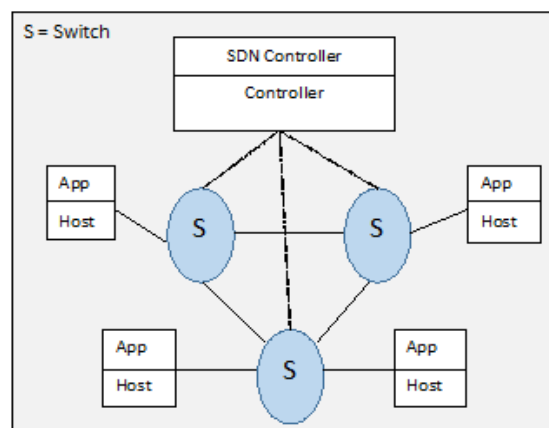 S = Switch
SDN Controller
Controller
App
Host
S
S
App
Host
App
Host
S
App
Host